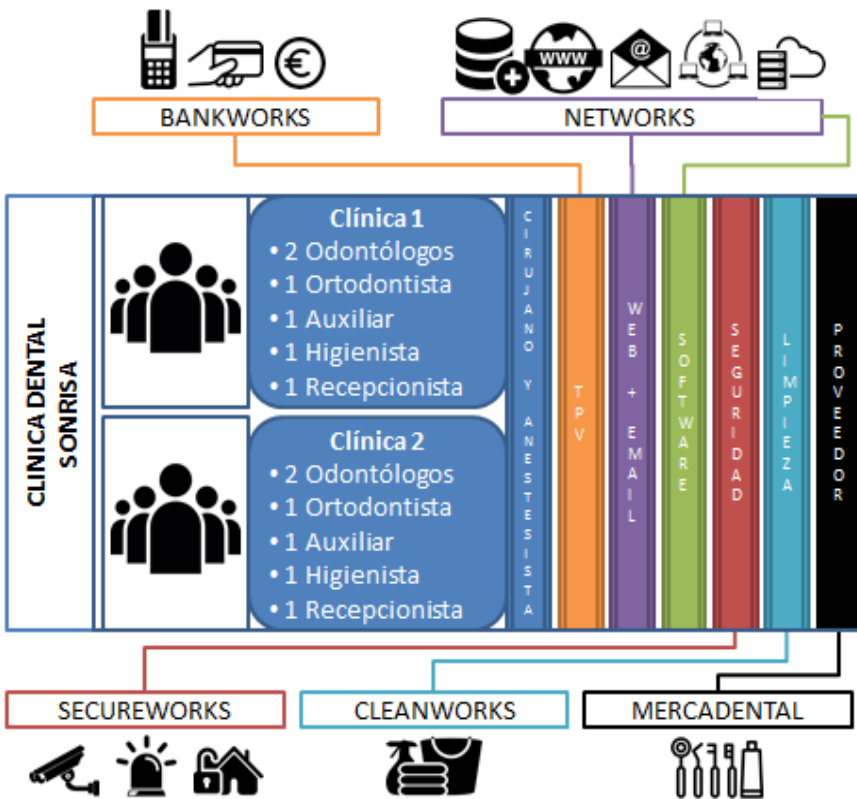 BANKWORKS
WWW
@
€
NETWORKS
CLINICA DENTAL
SONRISA
Clínica 1
• 2 Odontólogos
• 1 Ortodontista
• 1 Auxiliar
• 1 Higienista
• 1 Recepcionista
Clínica 2
• 2 Odontólogos
• 1 Ortodontista
• 1 Auxiliar
• 1 Higienista
• 1 Recepcionista
CIRUJANO Y ANESTESISTA
TPV
WEB + EMAIL
SOFTWARE
SEGURIDAD
LIMPIEZA
PROVEEDOR
SECUREWORKS
CLEANWORKS
MERCADENTAL